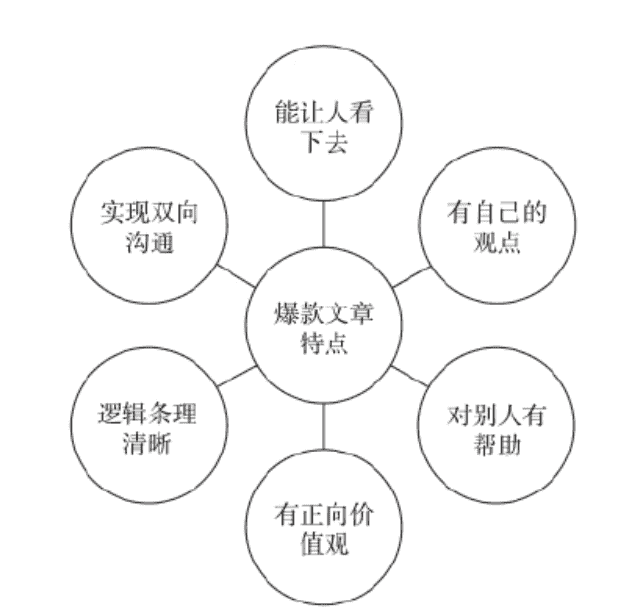 能让人看
下去
实现双向
沟通
有自己的
观点
爆款文章
特点
逻辑条理
清晰
对别人有
帮助
有正向价
值观